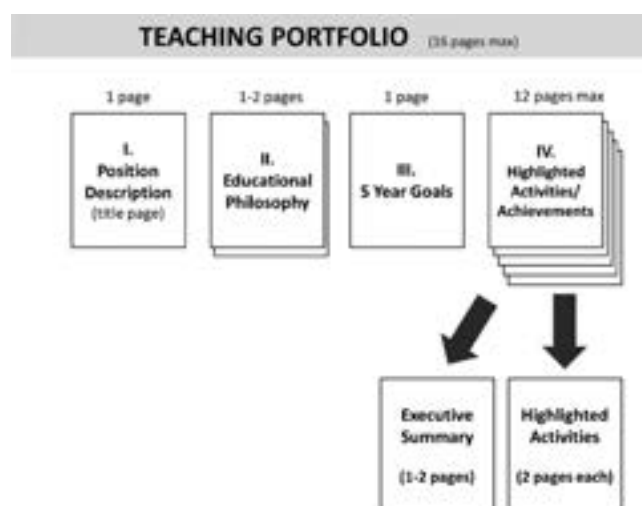 TEACHING PORTFOLIO (16 pages max)
1 page
1-2 pages
1 page
12 pages max
I.
Position
Description
(title page)
II.
Educational
Philosophy
III.
5 Year Goals
IV.
Highlighted
Activities/
Achievements
Executive
Summary
(1-2 pages)
Highlighted
Activities
(2 pages each)